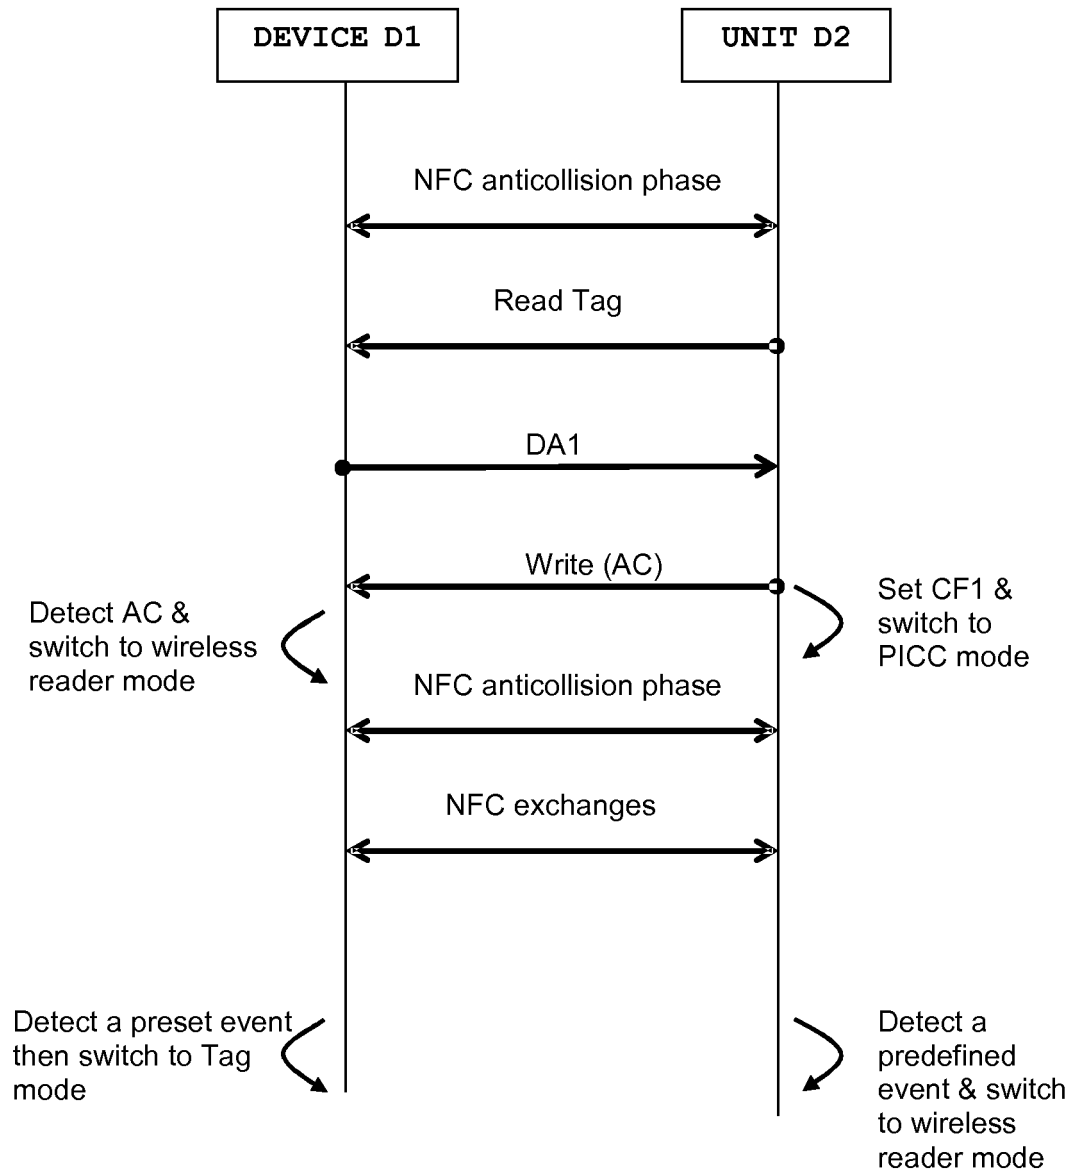 DEVICE D1
UNIT D2
NFC anticollision phase
Read Tag
DA1
Write (AC)
Detect AC &
switch to wireless
reader mode
Set CF1 &
switch to
PICC mode
NFC anticollision phase
NFC exchanges
Detect a preset event
then switch to Tag
mode
Detect a
predefined
event & switch
to wireless
reader mode